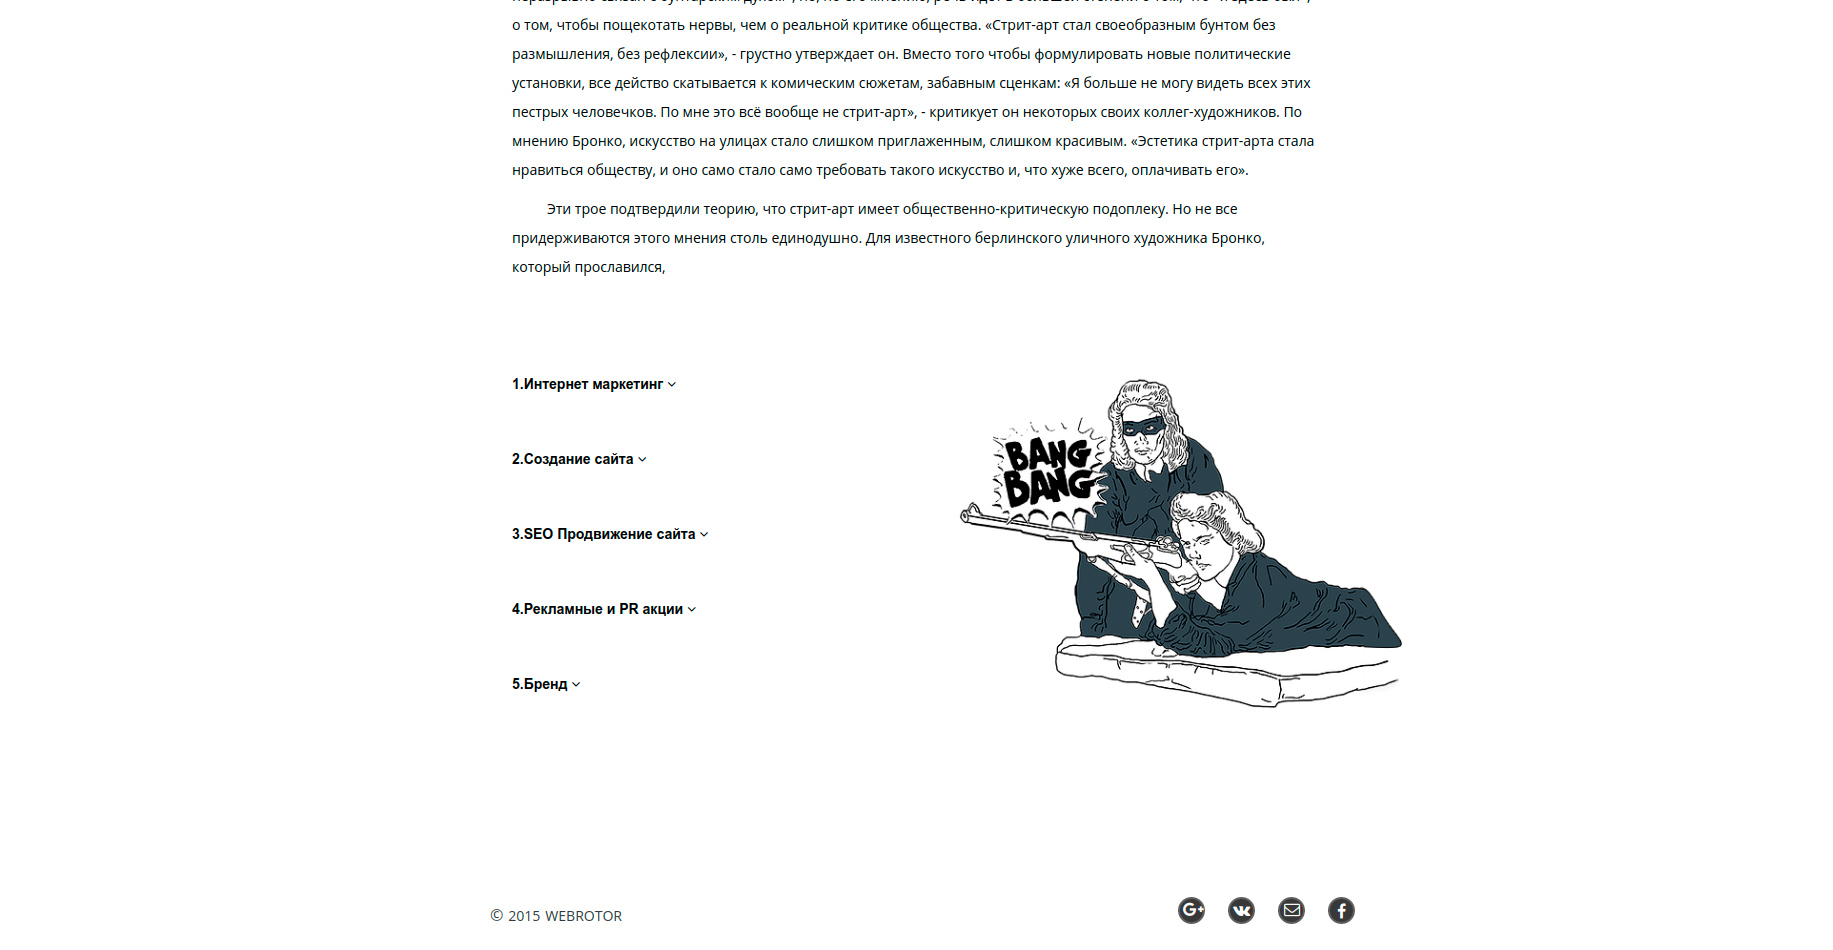 о том, чтобы пощекотать нервы, чем о реальной критике общества. «Стрит-арт стал своеобразным бунтом без
размышления, без рефлексии», - грустно утверждает он. Вместо того чтобы формулировать новые политические
установки, все действо скатывается к комическим сюжетам, забавным сценкам: «Я больше не могу видеть всех этих
пестрых человечков. По мне это всё вообще не стрит-арт», - критикует он некоторых своих коллег-художников. По
мнению Бронко, искусство на улицах стало слишком приглаженным, слишком красивым. «Эстетика стрит-арта стала
нравиться обществу, и оно само стало само требовать такого искусство и, что хуже всего, оплачивать его».
Эти трое подтвердили теорию, что стрит-арт имеет общественно-критическую подоплеку. Но не все
придерживаются этого мнения столь единодушно. Для известного берлинского уличного художника Бронко,
который прославился,
1.Интернет маркетинг
2.Создание сайта
3.SEO Продвижение сайта
4.Рекламные и PR акции
5.Бренд
BANG
BANG
© 2015 WEBROTOR